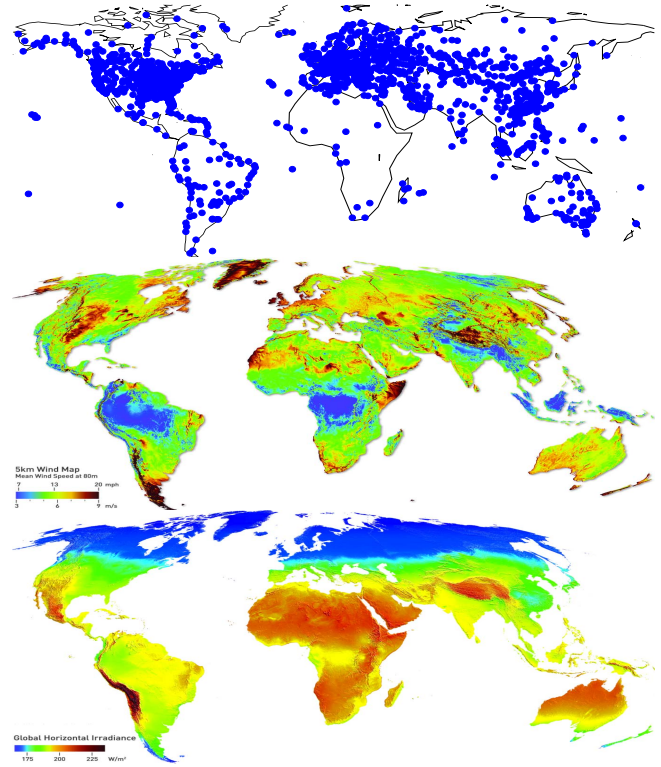 5km Wind Map
Mean Wind Speed at 80m
7 13 20 mph
3 6 9 m/s
Global Horizontal Irradiance
175 200 225 W/m²